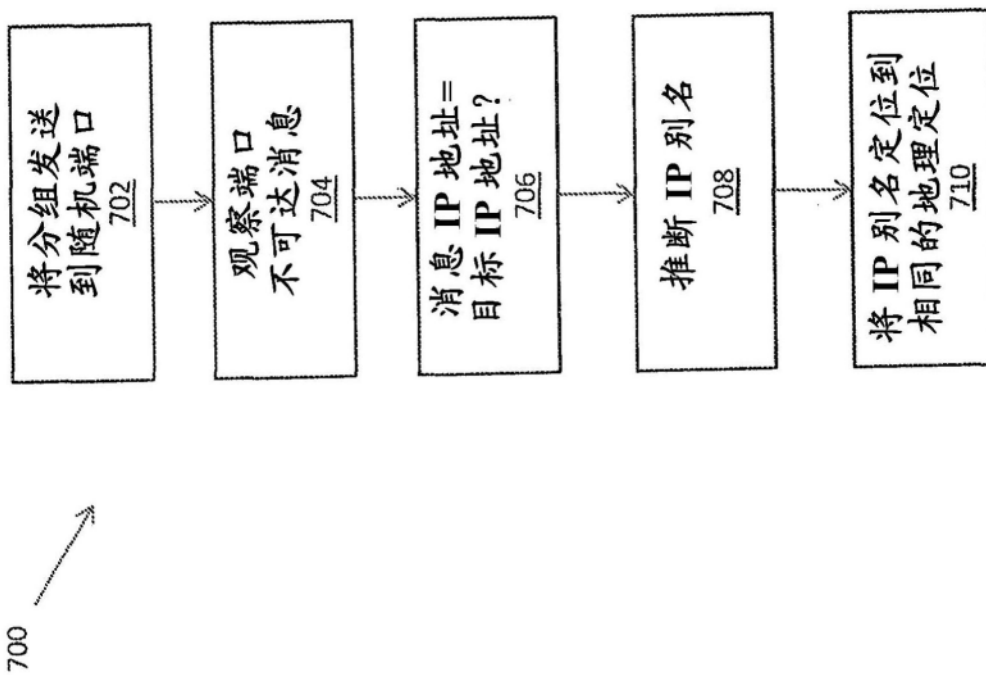 700
将分组发送
到随机端口
702
观察端口
不可达消息
704
消息 IP 地址=
目标 IP 地址?
706
推断 IP 别名
708
将 IP 别名定位到
相同的地理定位
710